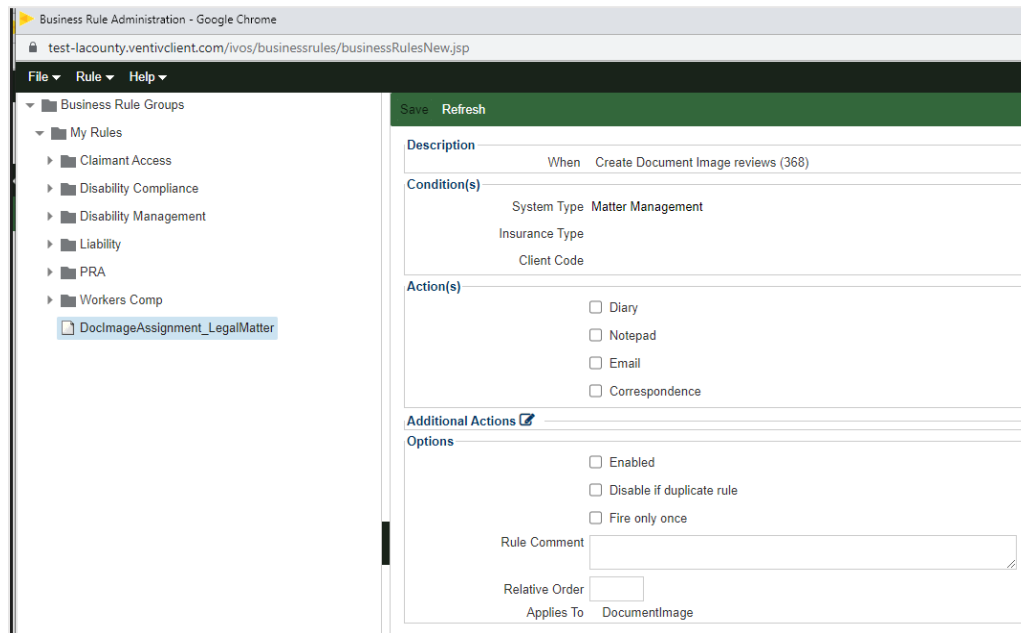 Business Rule Administration - Google Chrome
test-lacounty.ventivclient.com/ivos/businessrules/businessRulesNew.jsp
File Rule Help
Business Rule Groups
My Rules
Claimant Access
Disability Compliance
Disability Management
Liability
PRA
Workers Comp
DocImageAssignment_LegalMatter
Save Refresh
Description
When Create Document Image reviews (368)
Condition(s)
System Type Matter Management
Insurance Type
Client Code
Action(s)
Diary
Notepad
Email
Correspondence
Additional Actions
Options
Enabled
Disable if duplicate rule
Fire only once
Rule Comment
Relative Order
Applies To DocumentImage